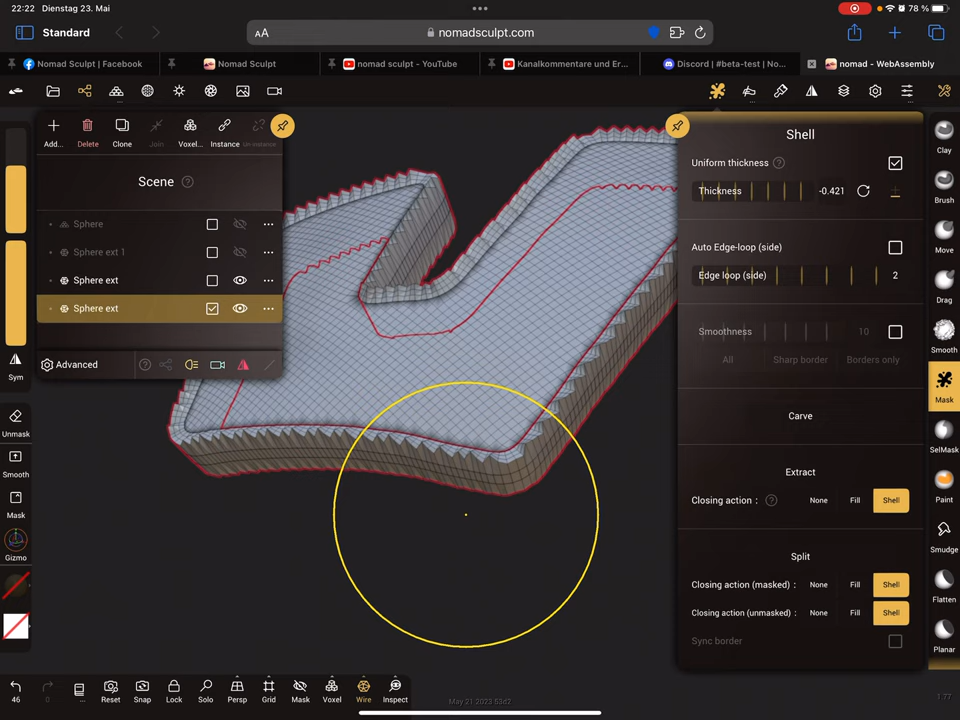 22:22 Dienstag 23. Mai
78 %
Standard
AA
nomadsculpt.com
Nomad Sculpt | Facebook
Nomad Sculpt
nomad sculpt - YouTube
Kanalkommentare und Er...
Discord | #beta-test | No...
nomad - WebAssembly
Add...
Delete
Clone
Join
Voxel...
Instance
Un-instance
Scene
Sphere
Sphere ext 1
Sphere ext
Sphere ext
Advanced
Sym
Unmask
Smooth
Mask
Gizmo
Shell
Uniform thickness
Thickness -0.421
Auto Edge-loop (side)
Edge loop (side) 2
Smoothness 10
All Sharp border Borders only
Carve
Extract
Closing action : None Fill Shell
Split
Closing action (masked) : None Fill Shell
Closing action (unmasked) : None Fill Shell
Sync border
Clay
Brush
Move
Drag
Smooth
Mask
SelMask
Paint
Smudge
Flatten
Planar
46
0
...
Reset
Snap
Lock
Solo
Persp
Grid
Mask
Voxel
Wire
Inspect
1.77